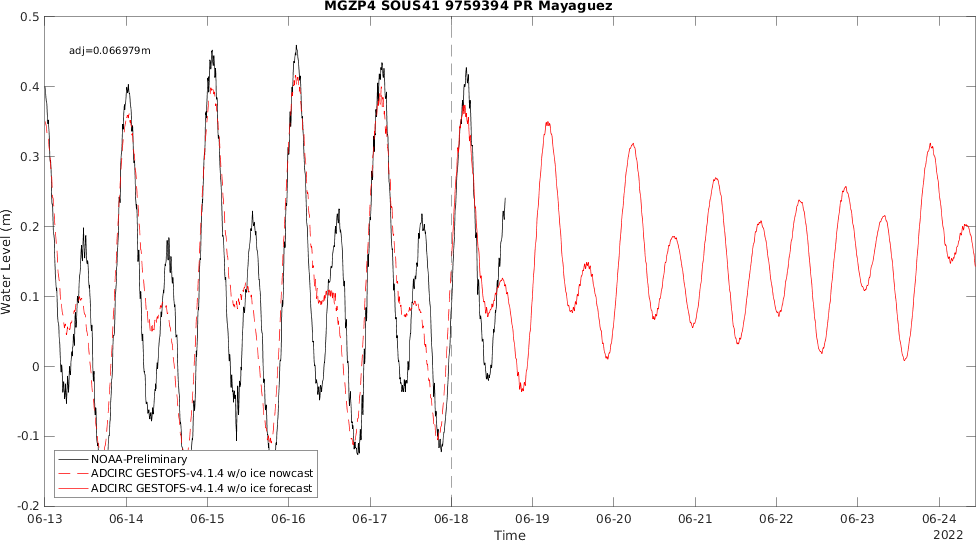 MGZP4 SOUS41 9759394 PR Mayaguez
adj=0.066979m
0.5
0.4
0.3
0.2
0.1
0
-0.1
-0.2
Water Level (m)
NOAA-Preliminary
ADCIRC GESTOFS-v4.1.4 w/o ice nowcast
ADCIRC GESTOFS-v4.1.4 w/o ice forecast
06-13 06-14 06-15 06-16 06-17 06-18 06-19 06-20 06-21 06-22 06-23 06-24
Time
2022